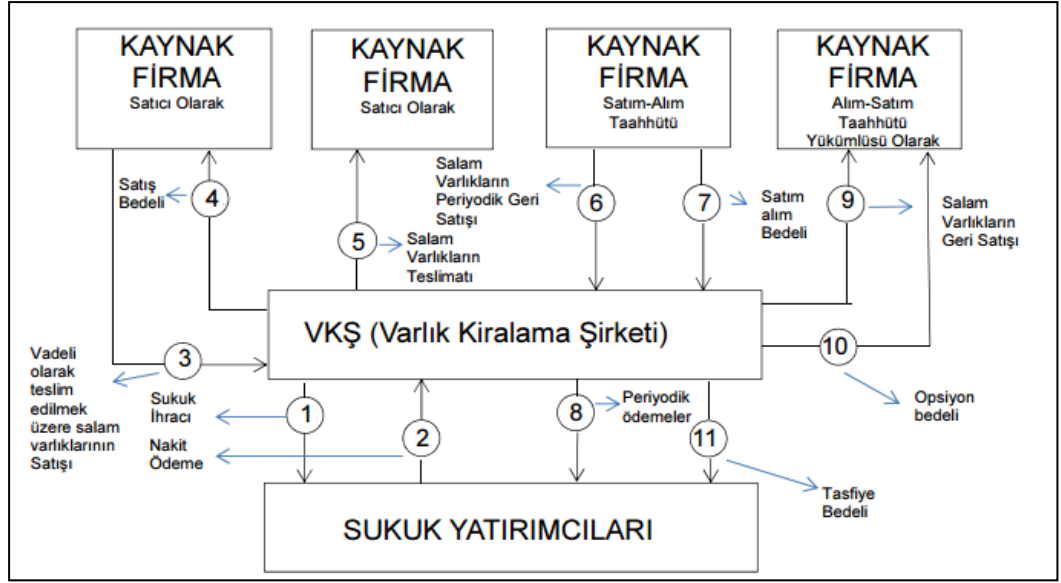 KAYNAK
FİRMA
Satıcı Olarak
KAYNAK
FİRMA
Satıcı Olarak
KAYNAK
FİRMA
Satım-Alım
Taahhütü
KAYNAK
FİRMA
Alım-Satım
Taahhütü
Yükümlüsü Olarak
Satış
Bedeli
4
5
Salam
Varlıkların
Teslimatı
Salam
Varlıkların
Periyodik Geri
Satışı
6
7
Satım
alım
Bedeli
9
Salam
Varlıkların
Geri Satışı
VKŞ (Varlık Kiralama Şirketi)
3
Vadeli
olarak
teslim
edilmek
üzere salam
varlıklarının
Satışı
Sukuk
İhracı
1
Nakit
Ödeme
2
8
Periyodik
ödemeler
11
Tasfiye
Bedeli
10
Opsiyon
bedeli
SUKUK YATIRIMCILARI